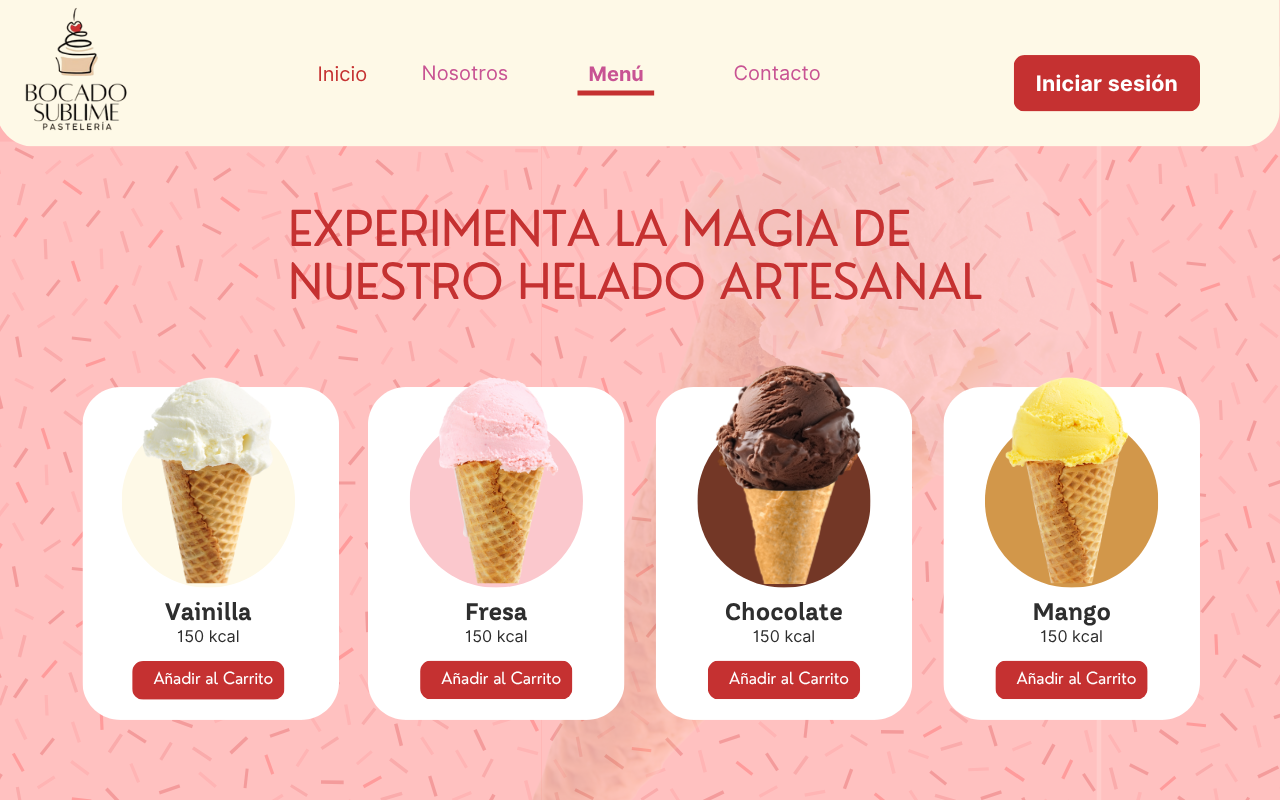 BOCADO
SUBLIME
PASTELERÍA
Inicio
Nosotros
Menú
Contacto
Iniciar sesión
EXPERIMENTA LA MAGIA DE
NUESTRO HELADO ARTESANAL
Vainilla
150 kcal
Añadir al Carrito
Fresa
150 kcal
Añadir al Carrito
Chocolate
150 kcal
Añadir al Carrito
Mango
150 kcal
Añadir al Carrito